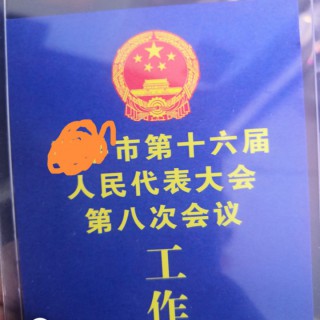 市第十六届
人民代表大会
第八次会议
工
作